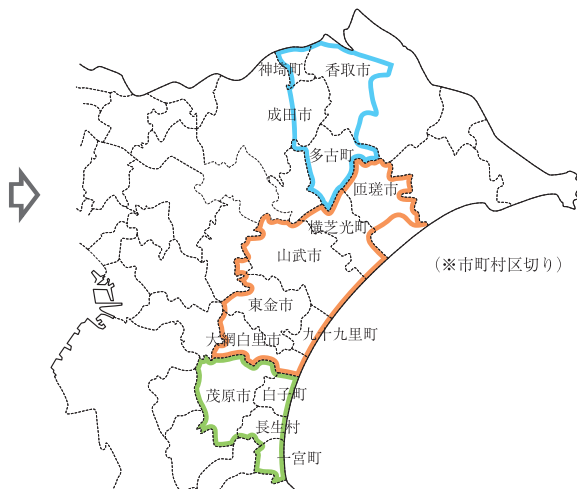 神埼町
香取市
成田市
多古町
匝瑳市
横芝光町
山武市
(※市町村区切り)
東金市
九十九里町
大網白里市
茂原市
白子町
長生村
一宮町